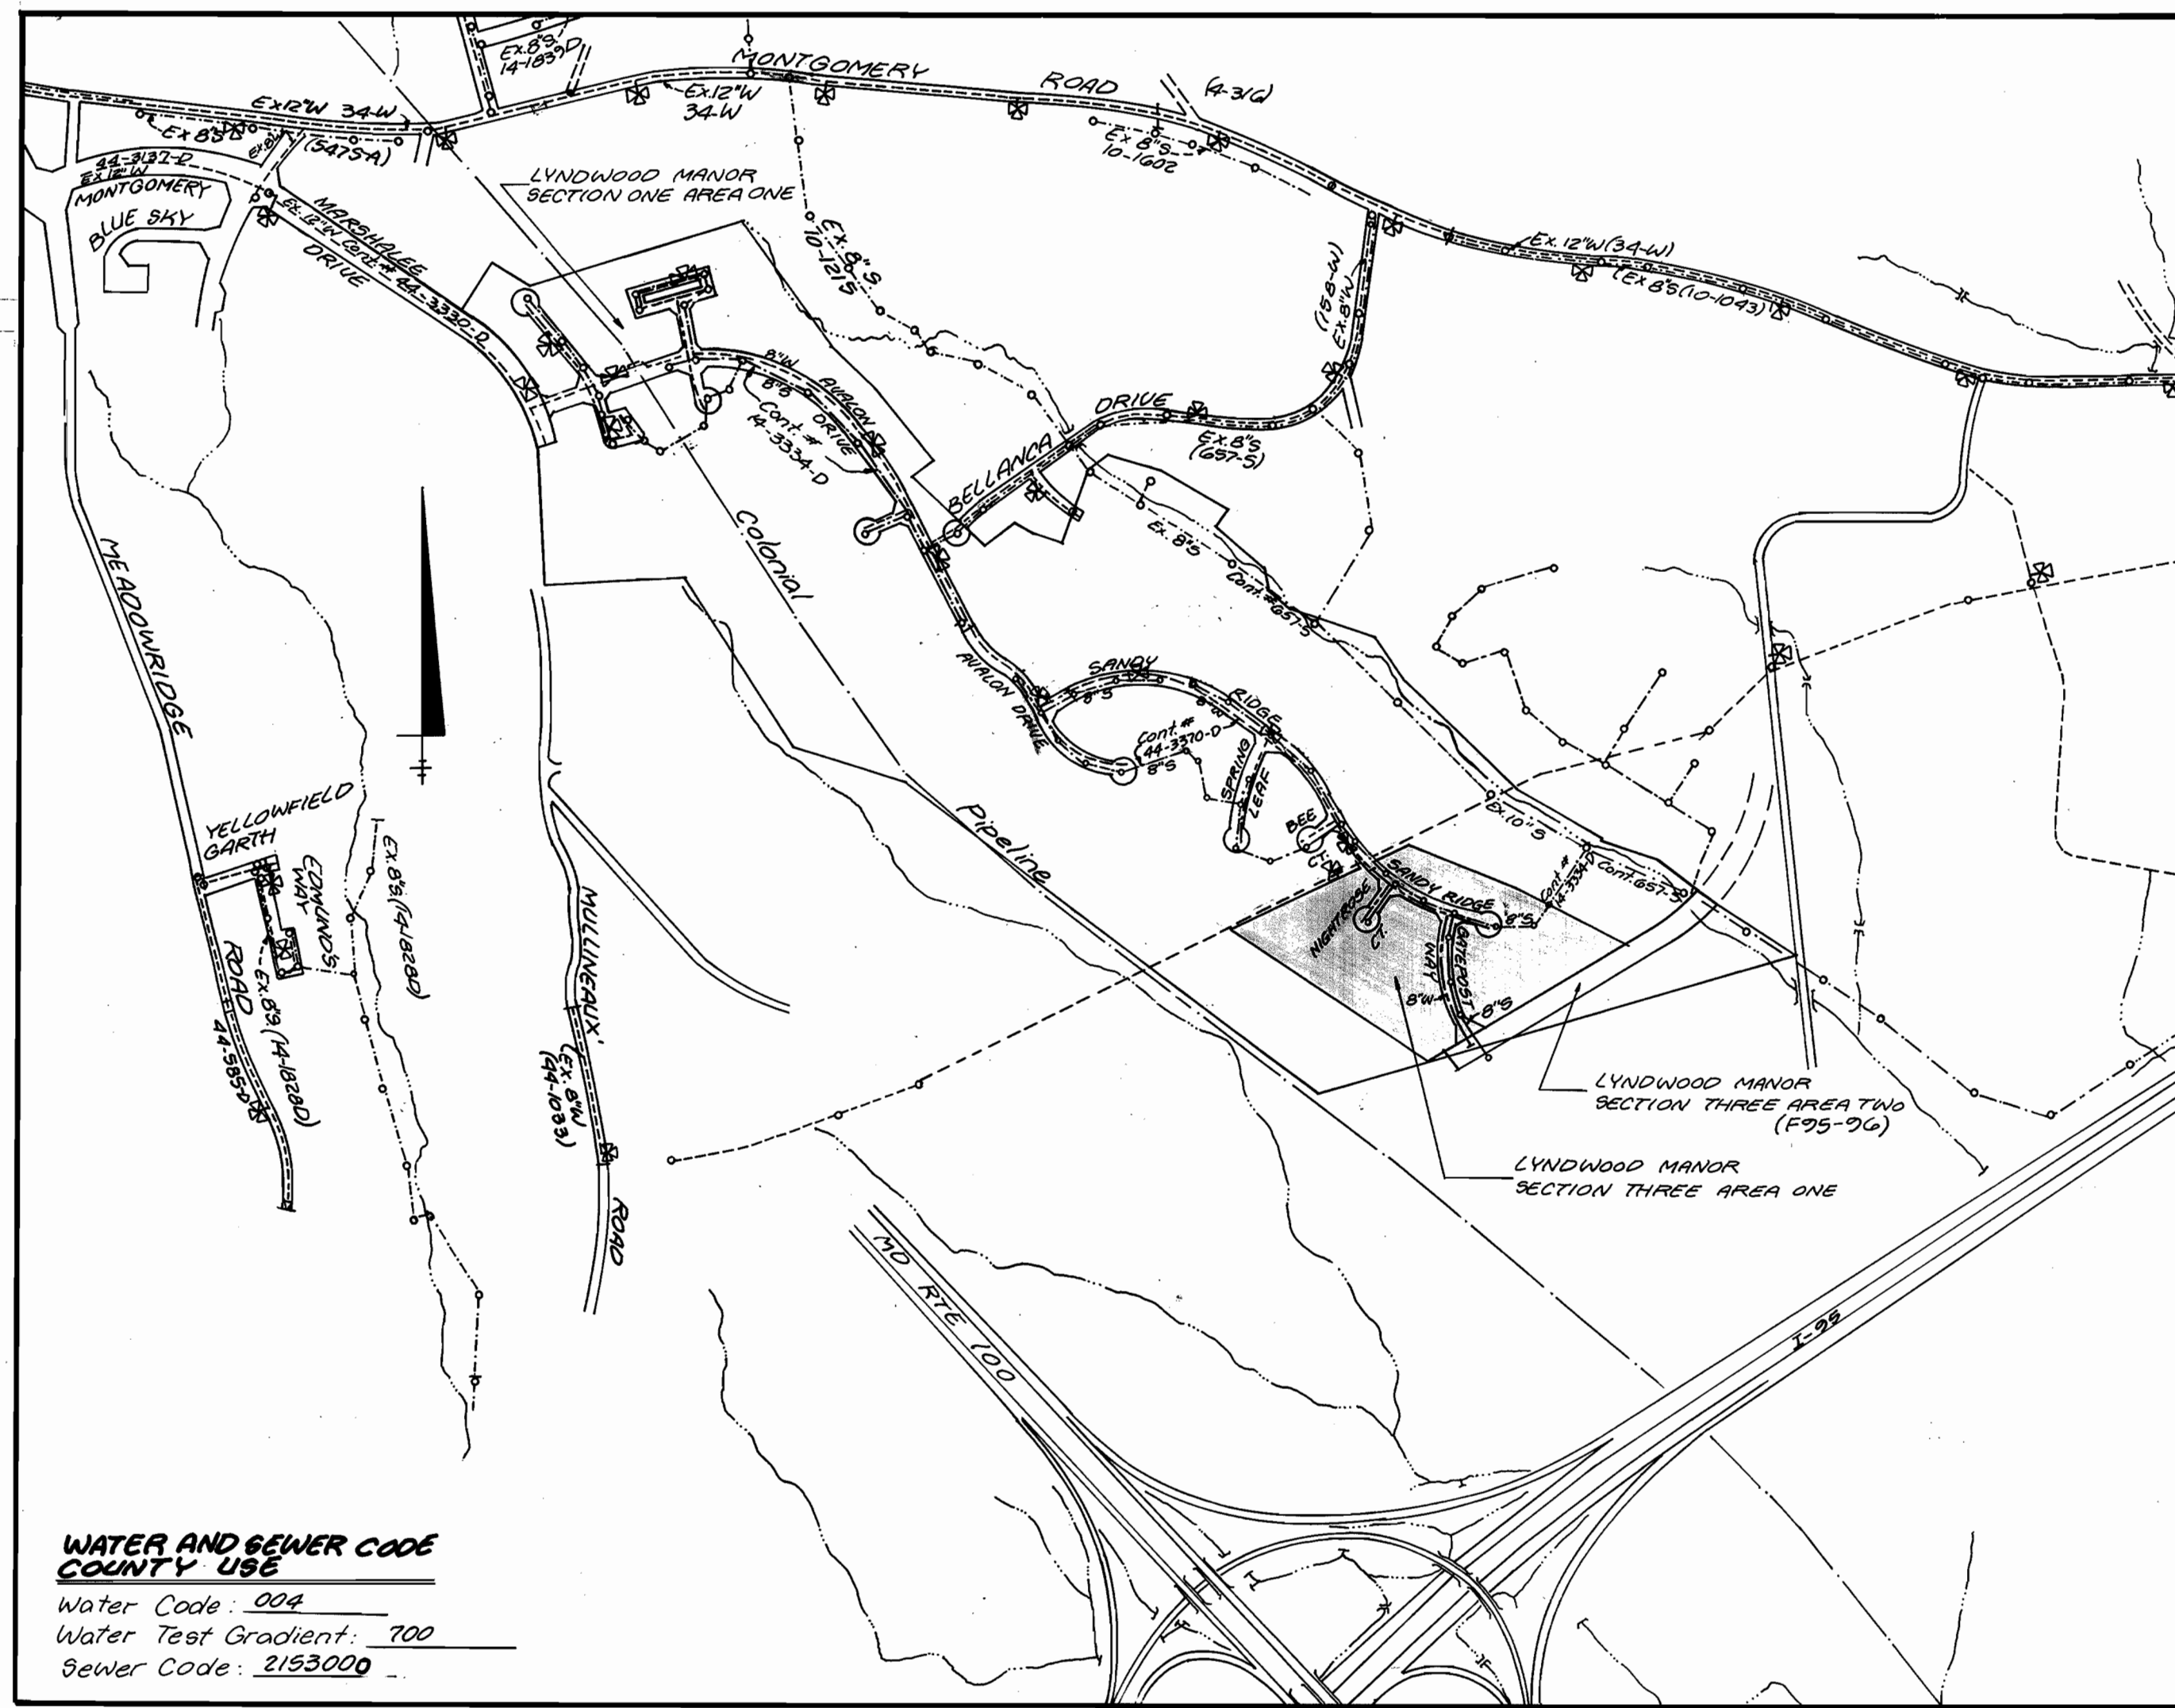 Ex.8"S.
14-1839D
MONTGOMERY
ROAD
(4-316)
Ex12"W 34-W
Ex.12"W
34-W
Ex 8"S
Ex.8"W
(547S-A)
Ex 8"S
10-1602
44-3137-D
Ex 12" W
MONTGOMERY
BLUE SKY
LYNDWOOD MANOR
SECTION ONE AREA ONE
MARSHALEE
DRIVE
Ex. 12"W Cont # 44-3330-D
Ex. 8" S
10-1215
(158-W)
Ex.8"W
Ex. 12"W(34-W)
(Ex 8"S(10-1043)
8"W
8"S
AVALON
DRIVE
Cont. #
14-3334-D
BELLANCA
DRIVE
Ex.8"S
(657-S)
Ex. 8"S
Cont.#657-S
Colonial
Pipeline
MEADOWRIDGE
ROAD
AVALON DRIVE
SANDY
RIDGE
8"S
8"W
Cont. #
44-3370-D
8"S
SPRING
LEAF
BEE
CT.
Ex.10"S
Cont #
14-3334-D
Cont.657-S
SANDY RIDGE
NIGHTROSE
CT.
8"S
GATEPOST
WAY
8"W
8"S
YELLOWFIELD
GARTH
EDMUND'S
WAY
Ex.8"S(14-1828D)
Ex.8"S.(14-1828D)
44-585-D
MULLINEAUX'
(Ex. 8"W
(44-1033)
ROAD
LYNDWOOD MANOR
SECTION THREE AREA TWO
(F95-96)
LYNDWOOD MANOR
SECTION THREE AREA ONE
MD RTE 100
I-95
WATER AND SEWER CODE
COUNTY USE
Water Code: 004
Water Test Gradient: 700
Sewer Code: 2153000